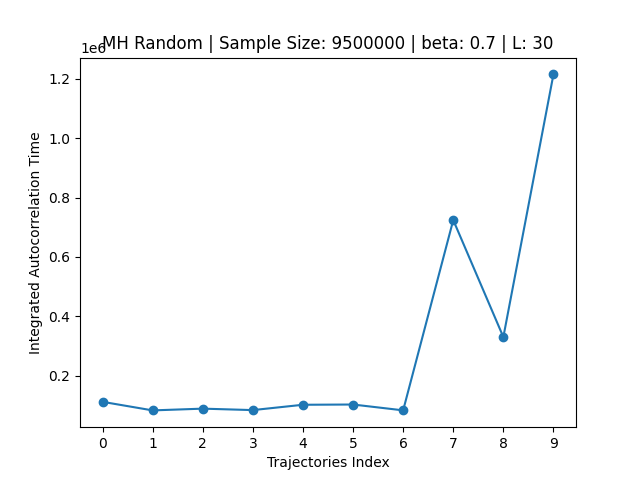 MH Random | Sample Size: 9500000 | beta: 0.7 | L: 30
1e6
1.2
1.0
0.8
0.6
0.4
0.2
Integrated Autocorrelation Time
0 1 2 3 4 5 6 7 8 9
Trajectories Index